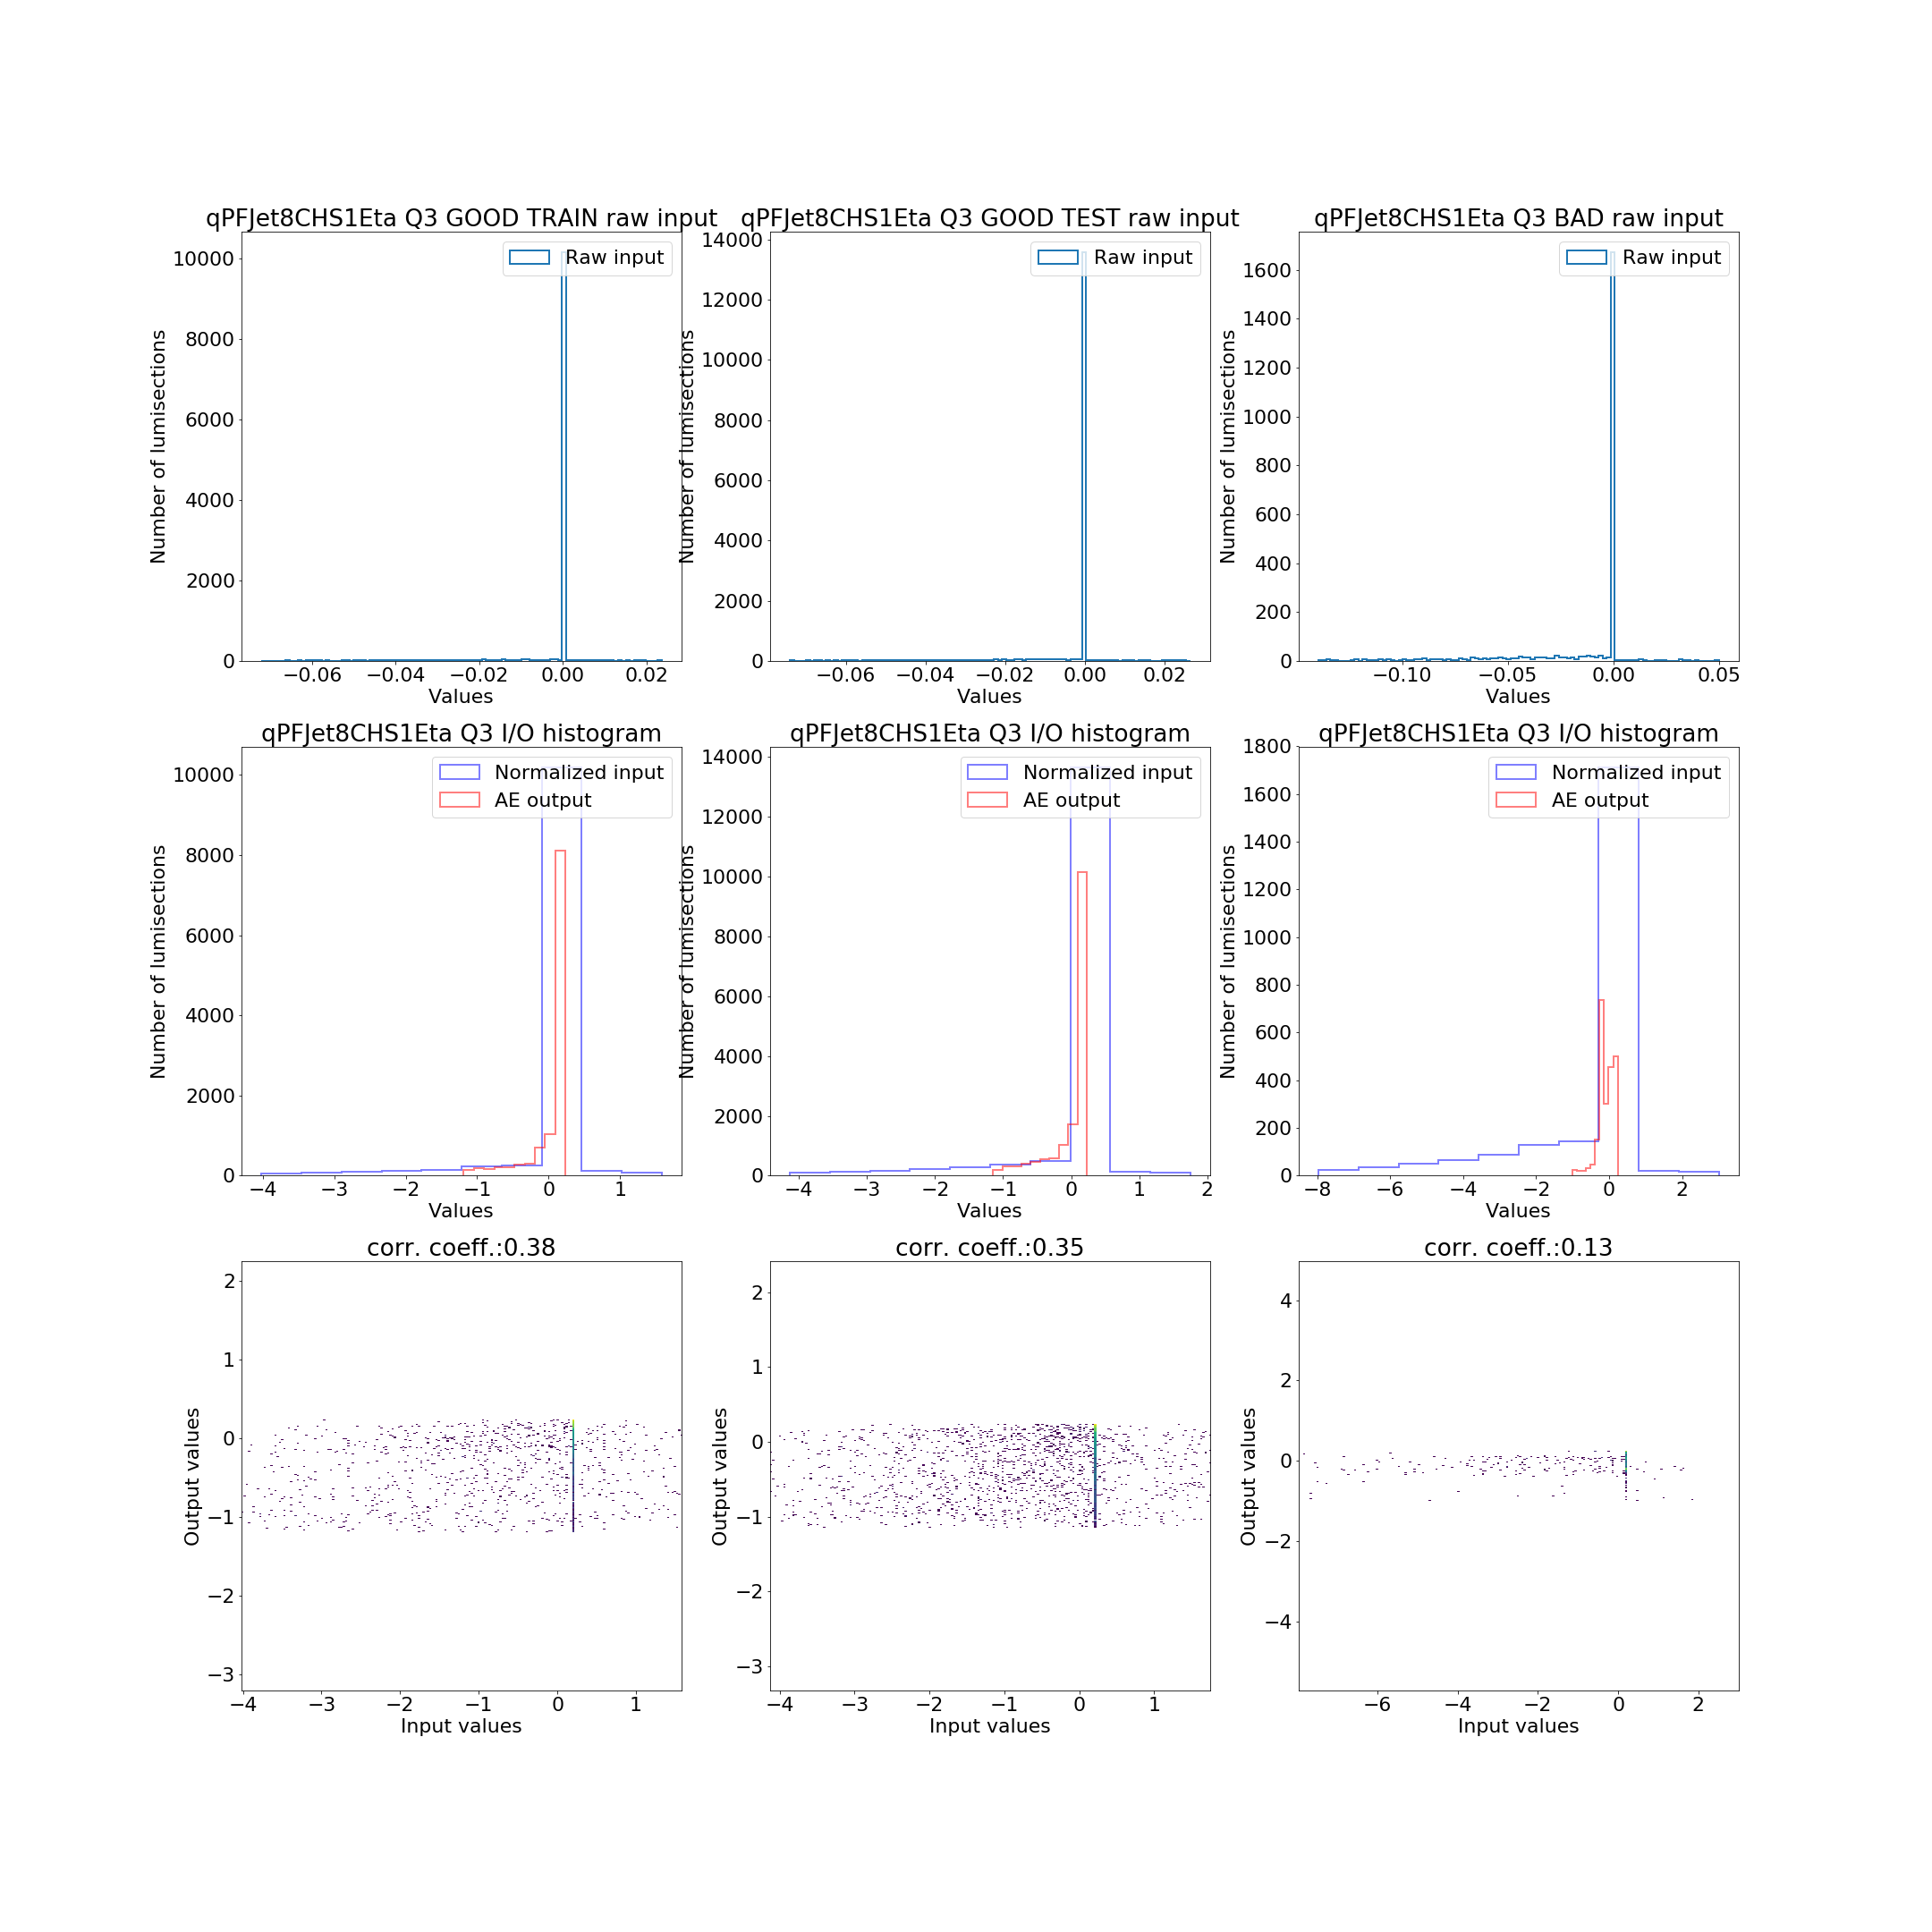 qPFJet8CHS1Eta Q3 GOOD TRAIN raw input
Raw input
10000
8000
6000
4000
2000
0
Number of lumisections
−0.06 −0.04 −0.02 0.00 0.02
Values
qPFJet8CHS1Eta Q3 GOOD TEST raw input
Raw input
14000
12000
10000
8000
6000
4000
2000
0
Number of lumisections
−0.06 −0.04 −0.02 0.00 0.02
Values
qPFJet8CHS1Eta Q3 BAD raw input
Raw input
1600
1400
1200
1000
800
600
400
200
0
Number of lumisections
−0.10 −0.05 0.00 0.05
Values
qPFJet8CHS1Eta Q3 I/O histogram
Normalized input
AE output
10000
8000
6000
4000
2000
0
Number of lumisections
−4 −3 −2 −1 0 1
Values
qPFJet8CHS1Eta Q3 I/O histogram
Normalized input
AE output
14000
12000
10000
8000
6000
4000
2000
0
Number of lumisections
−4 −3 −2 −1 0 1 2
Values
qPFJet8CHS1Eta Q3 I/O histogram
Normalized input
AE output
1800
1600
1400
1200
1000
800
600
400
200
0
Number of lumisections
−8 −6 −4 −2 0 2
Values
corr. coeff.:0.38
2
1
0
−1
−2
−3
Output values
−4 −3 −2 −1 0 1
Input values
corr. coeff.:0.35
2
1
0
−1
−2
−3
Output values
−4 −3 −2 −1 0 1
Input values
corr. coeff.:0.13
4
2
0
−2
−4
Output values
−6 −4 −2 0 2
Input values